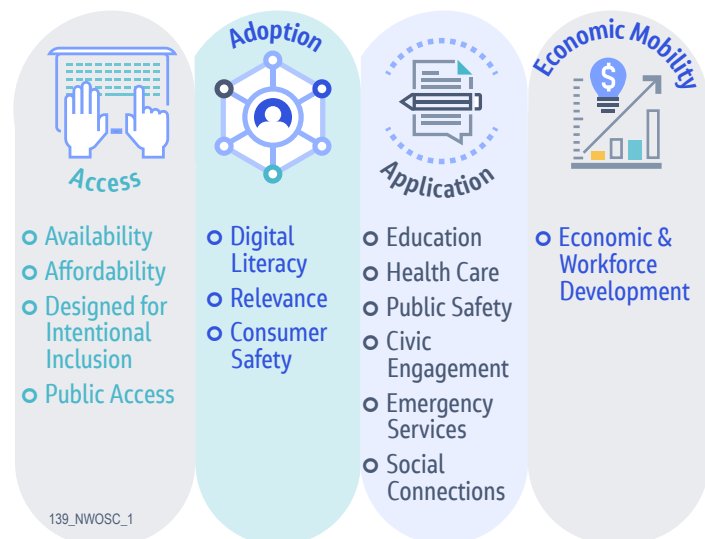 Access
Availability
Affordability
Designed for
Intentional
Inclusion
Public Access
139_NWOSC_1
Adoption
Digital
Literacy
Relevance
Consumer
Safety
Application
Education
Health Care
Public Safety
Civic
Engagement
Emergency
Services
Social
Connections
Economic Mobility
$
Economic &
Workforce
Development